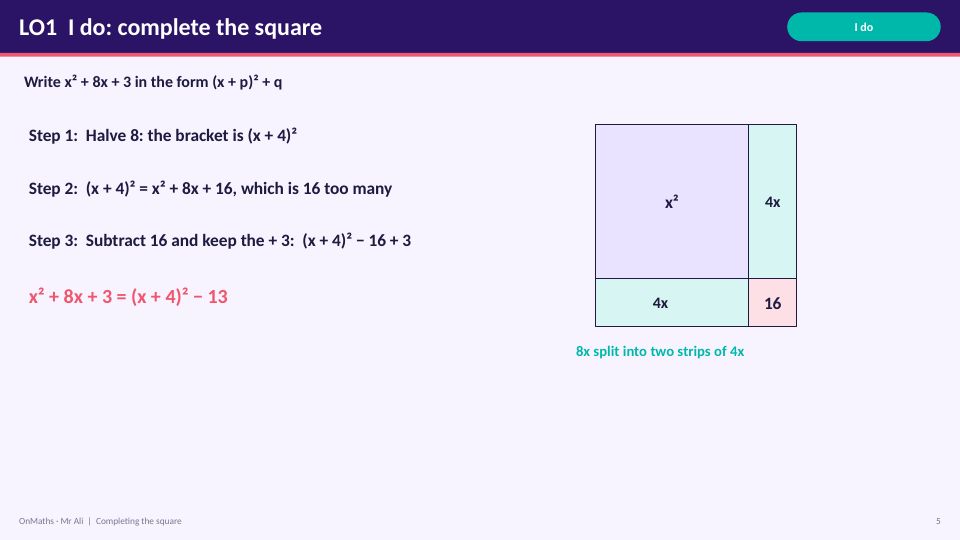 LO1 I do: complete the square
I do
Write x² + 8x + 3 in the form (x + p)² + q
Step 1: Halve 8: the bracket is (x + 4)²
Step 2: (x + 4)² = x² + 8x + 16, which is 16 too many
Step 3: Subtract 16 and keep the + 3: (x + 4)² − 16 + 3
x² + 8x + 3 = (x + 4)² − 13
x²
4x
4x
16
8x split into two strips of 4x
OnMaths - Mr Ali | Completing the square
5